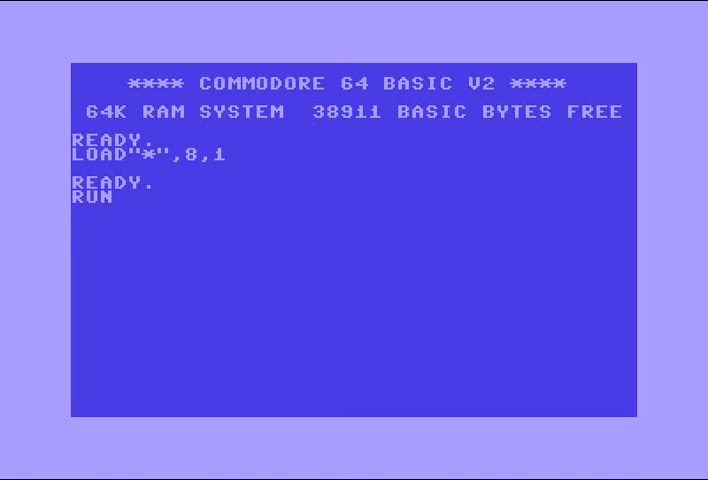 **** COMMODORE 64 BASIC V2 ****
64K RAM SYSTEM  38911 BASIC BYTES FREE
READY.
LOAD"*",8,1
READY.
RUN